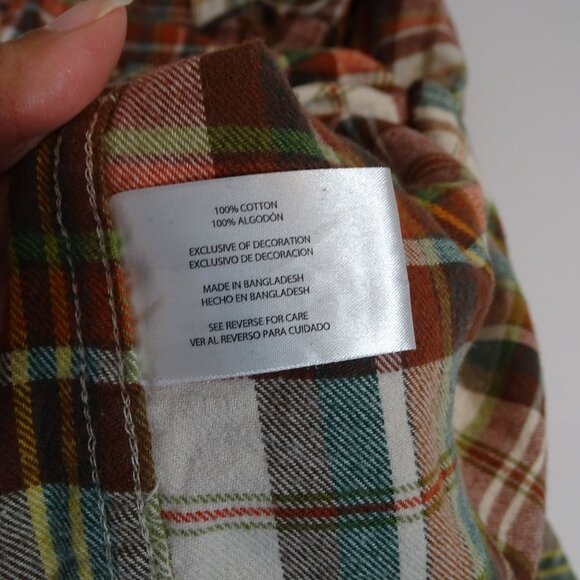 100% COTTON
100% ALGODÓN
EXCLUSIVE OF DECORATION
EXCLUSIVO DE DECORACION
MADE IN BANGLADESH
HECHO EN BANGLADESH
SEE REVERSE FOR CARE
VER AL REVERSO PARA CUIDADO